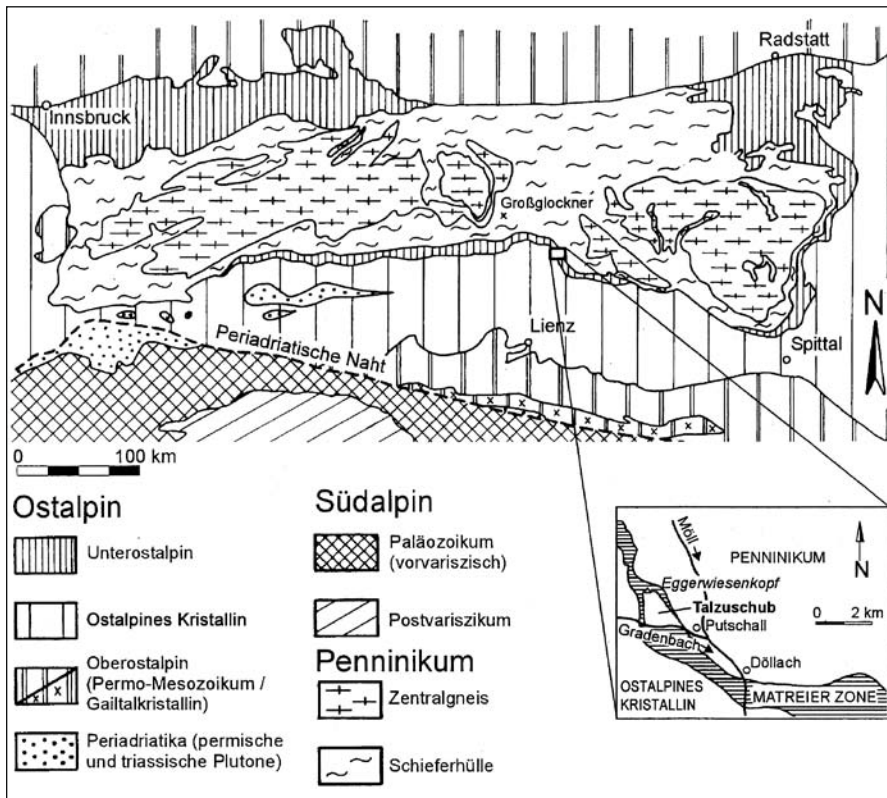 Radstatt
Innsbruck
Großglockner
x
Lienz
Periadriatische Naht
Spittal
N
0 100 km
Ostalpin
Unterostalpin
Ostalpines Kristallin
Oberostalpin
(Permo-Mesozoikum /
Gailtalkristallin)
Periadriatika (permische
und triassische Plutone)
Südalpin
Paläozoikum
(vorvariszisch)
Postvariszikum
Penninikum
Zentralgneis
Schieferhülle
Möll
PENNINIKUM
N
Eggerwiesenkopf
Talzuschub
0 2 km
Putschall
Gradenbach
Döllach
OSTALPINES
KRISTALLIN
MATREIER ZONE